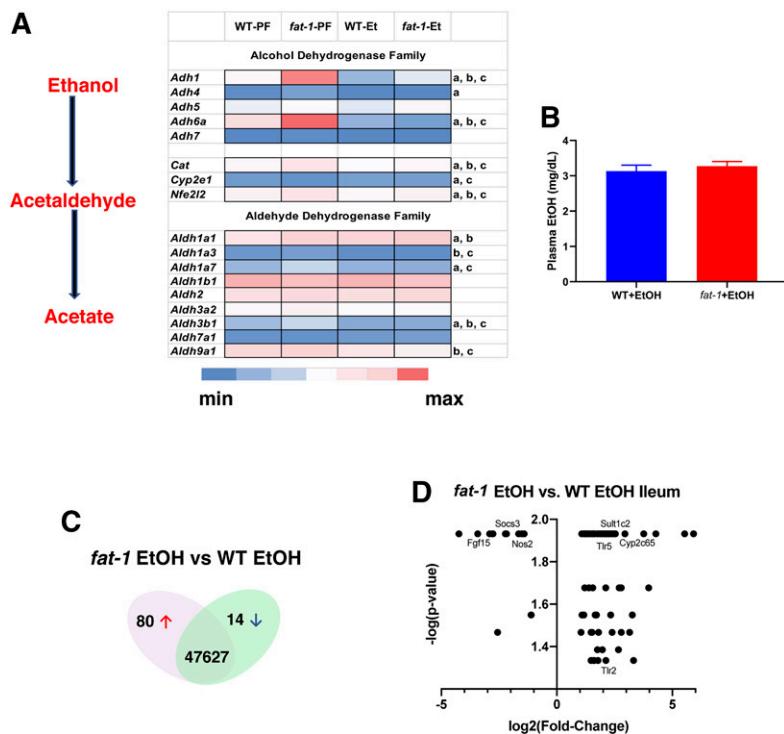 A
WT-PF fat-1-PF WT-Et fat-1-Et
Alcohol Dehydrogenase Family
Adh1 a, b, c
Adh4 a
Adh5
Adh6a a, b, c
Adh7
Cat a, b, c
Cyp2e1 a, c
Nfe2l2 a, b, c
Aldehyde Dehydrogenase Family
Aldh1a1 a, b
Aldh1a3 b, c
Aldh1a7 a, c
Aldh1b1
Aldh2
Aldh3a2
Aldh3b1 a, b, c
Aldh7a1
Aldh9a1 b, c
min max
Ethanol
Acetaldehyde
Acetate
B
Plasma EtOH (mg/dL)
4
3
2
1
0
WT+EtOH fat-1+EtOH
C
fat-1 EtOH vs WT EtOH
80 ↑ 14 ↓
47627
D
fat-1 EtOH vs. WT EtOH Ileum
-log(p-value)
2.0
1.8
1.6
1.4
Socs3 Sult1c2
Fgf15 Nos2 Tlr5 Cyp2c65
Tlr2
-5 0 5
log2(Fold-Change)